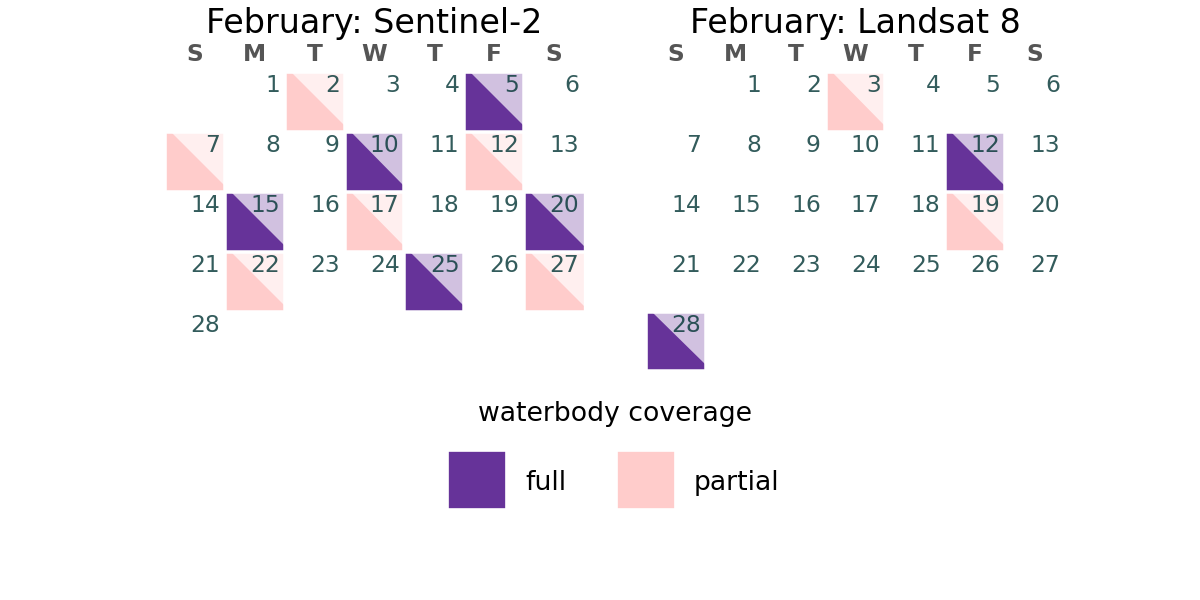 February: Sentinel-2
S M T W T F S
1 2 3 4 5 6
7 8 9 10 11 12 13
14 15 16 17 18 19 20
21 22 23 24 25 26 27
28
February: Landsat 8
S M T W T F S
1 2 3 4 5 6
7 8 9 10 11 12 13
14 15 16 17 18 19 20
21 22 23 24 25 26 27
28
waterbody coverage
full partial